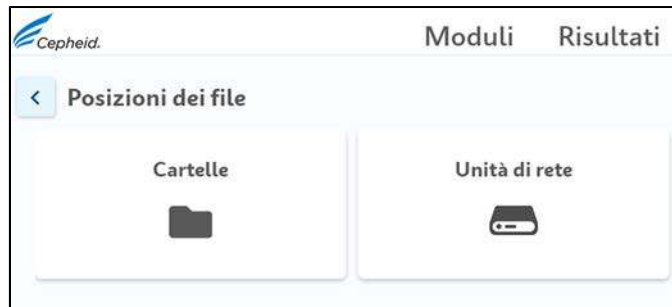 Cepheid.
Moduli Risultati
Posizioni dei file
Cartelle Unità di rete